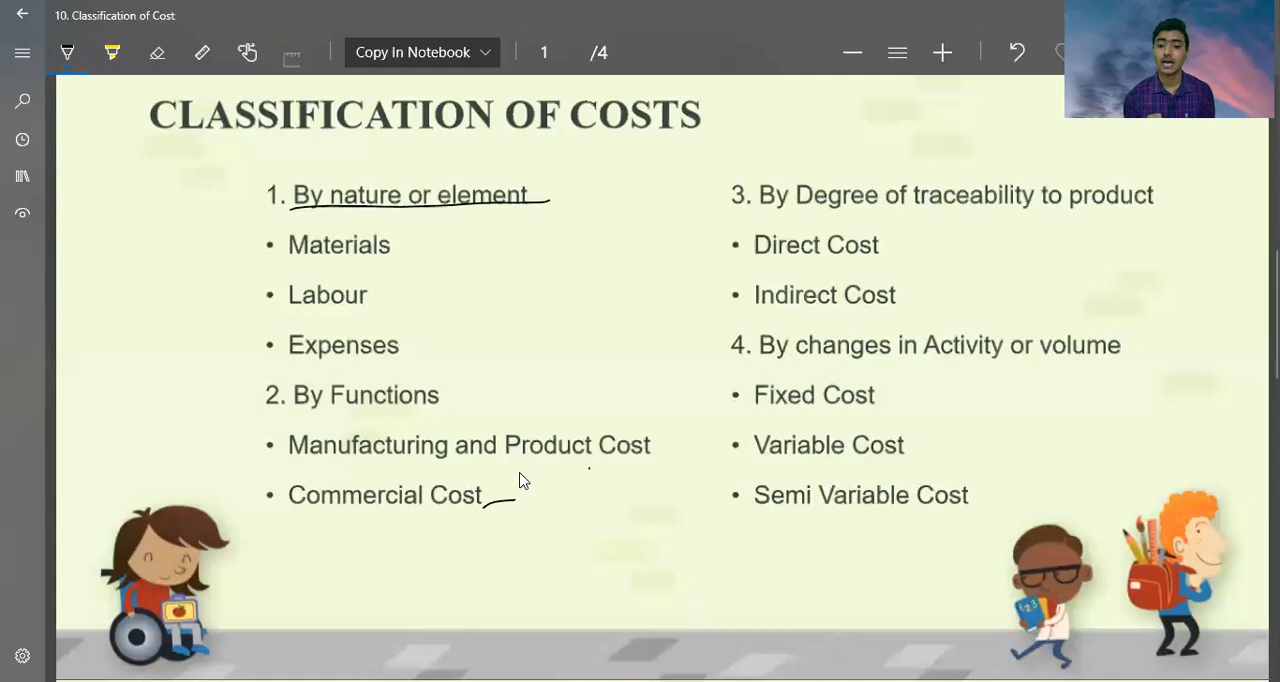 10. Classification of Cost
Copy In Notebook
1 /4
CLASSIFICATION OF COSTS
1. By nature or element
• Materials
• Labour
• Expenses
2. By Functions
• Manufacturing and Product Cost
• Commercial Cost
3. By Degree of traceability to product
• Direct Cost
• Indirect Cost
4. By changes in Activity or volume
• Fixed Cost
• Variable Cost
• Semi Variable Cost